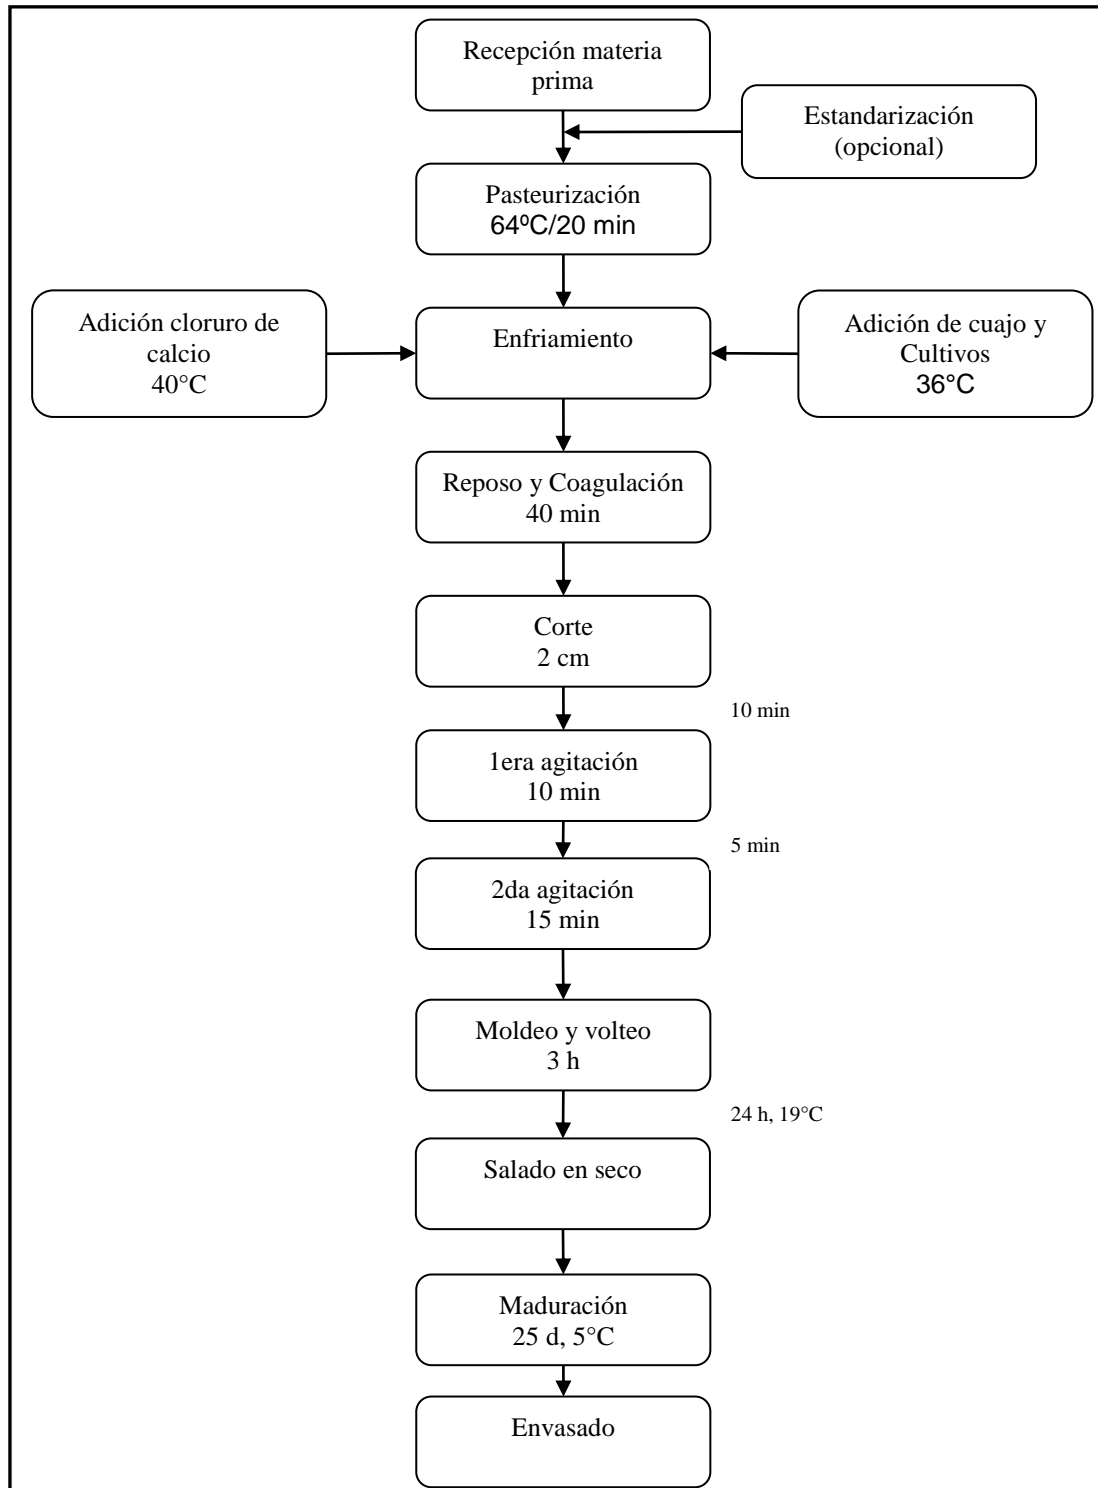 Recepción materia
prima
Estandarización
(opcional)
Pasteurización
64ºC/20 min
Adición cloruro de
calcio
40°C
Enfriamiento
Adición de cuajo y
Cultivos
36°C
Reposo y Coagulación
40 min
Corte
2 cm
10 min
1era agitación
10 min
5 min
2da agitación
15 min
Moldeo y volteo
3 h
24 h, 19°C
Salado en seco
Maduración
25 d, 5°C
Envasado